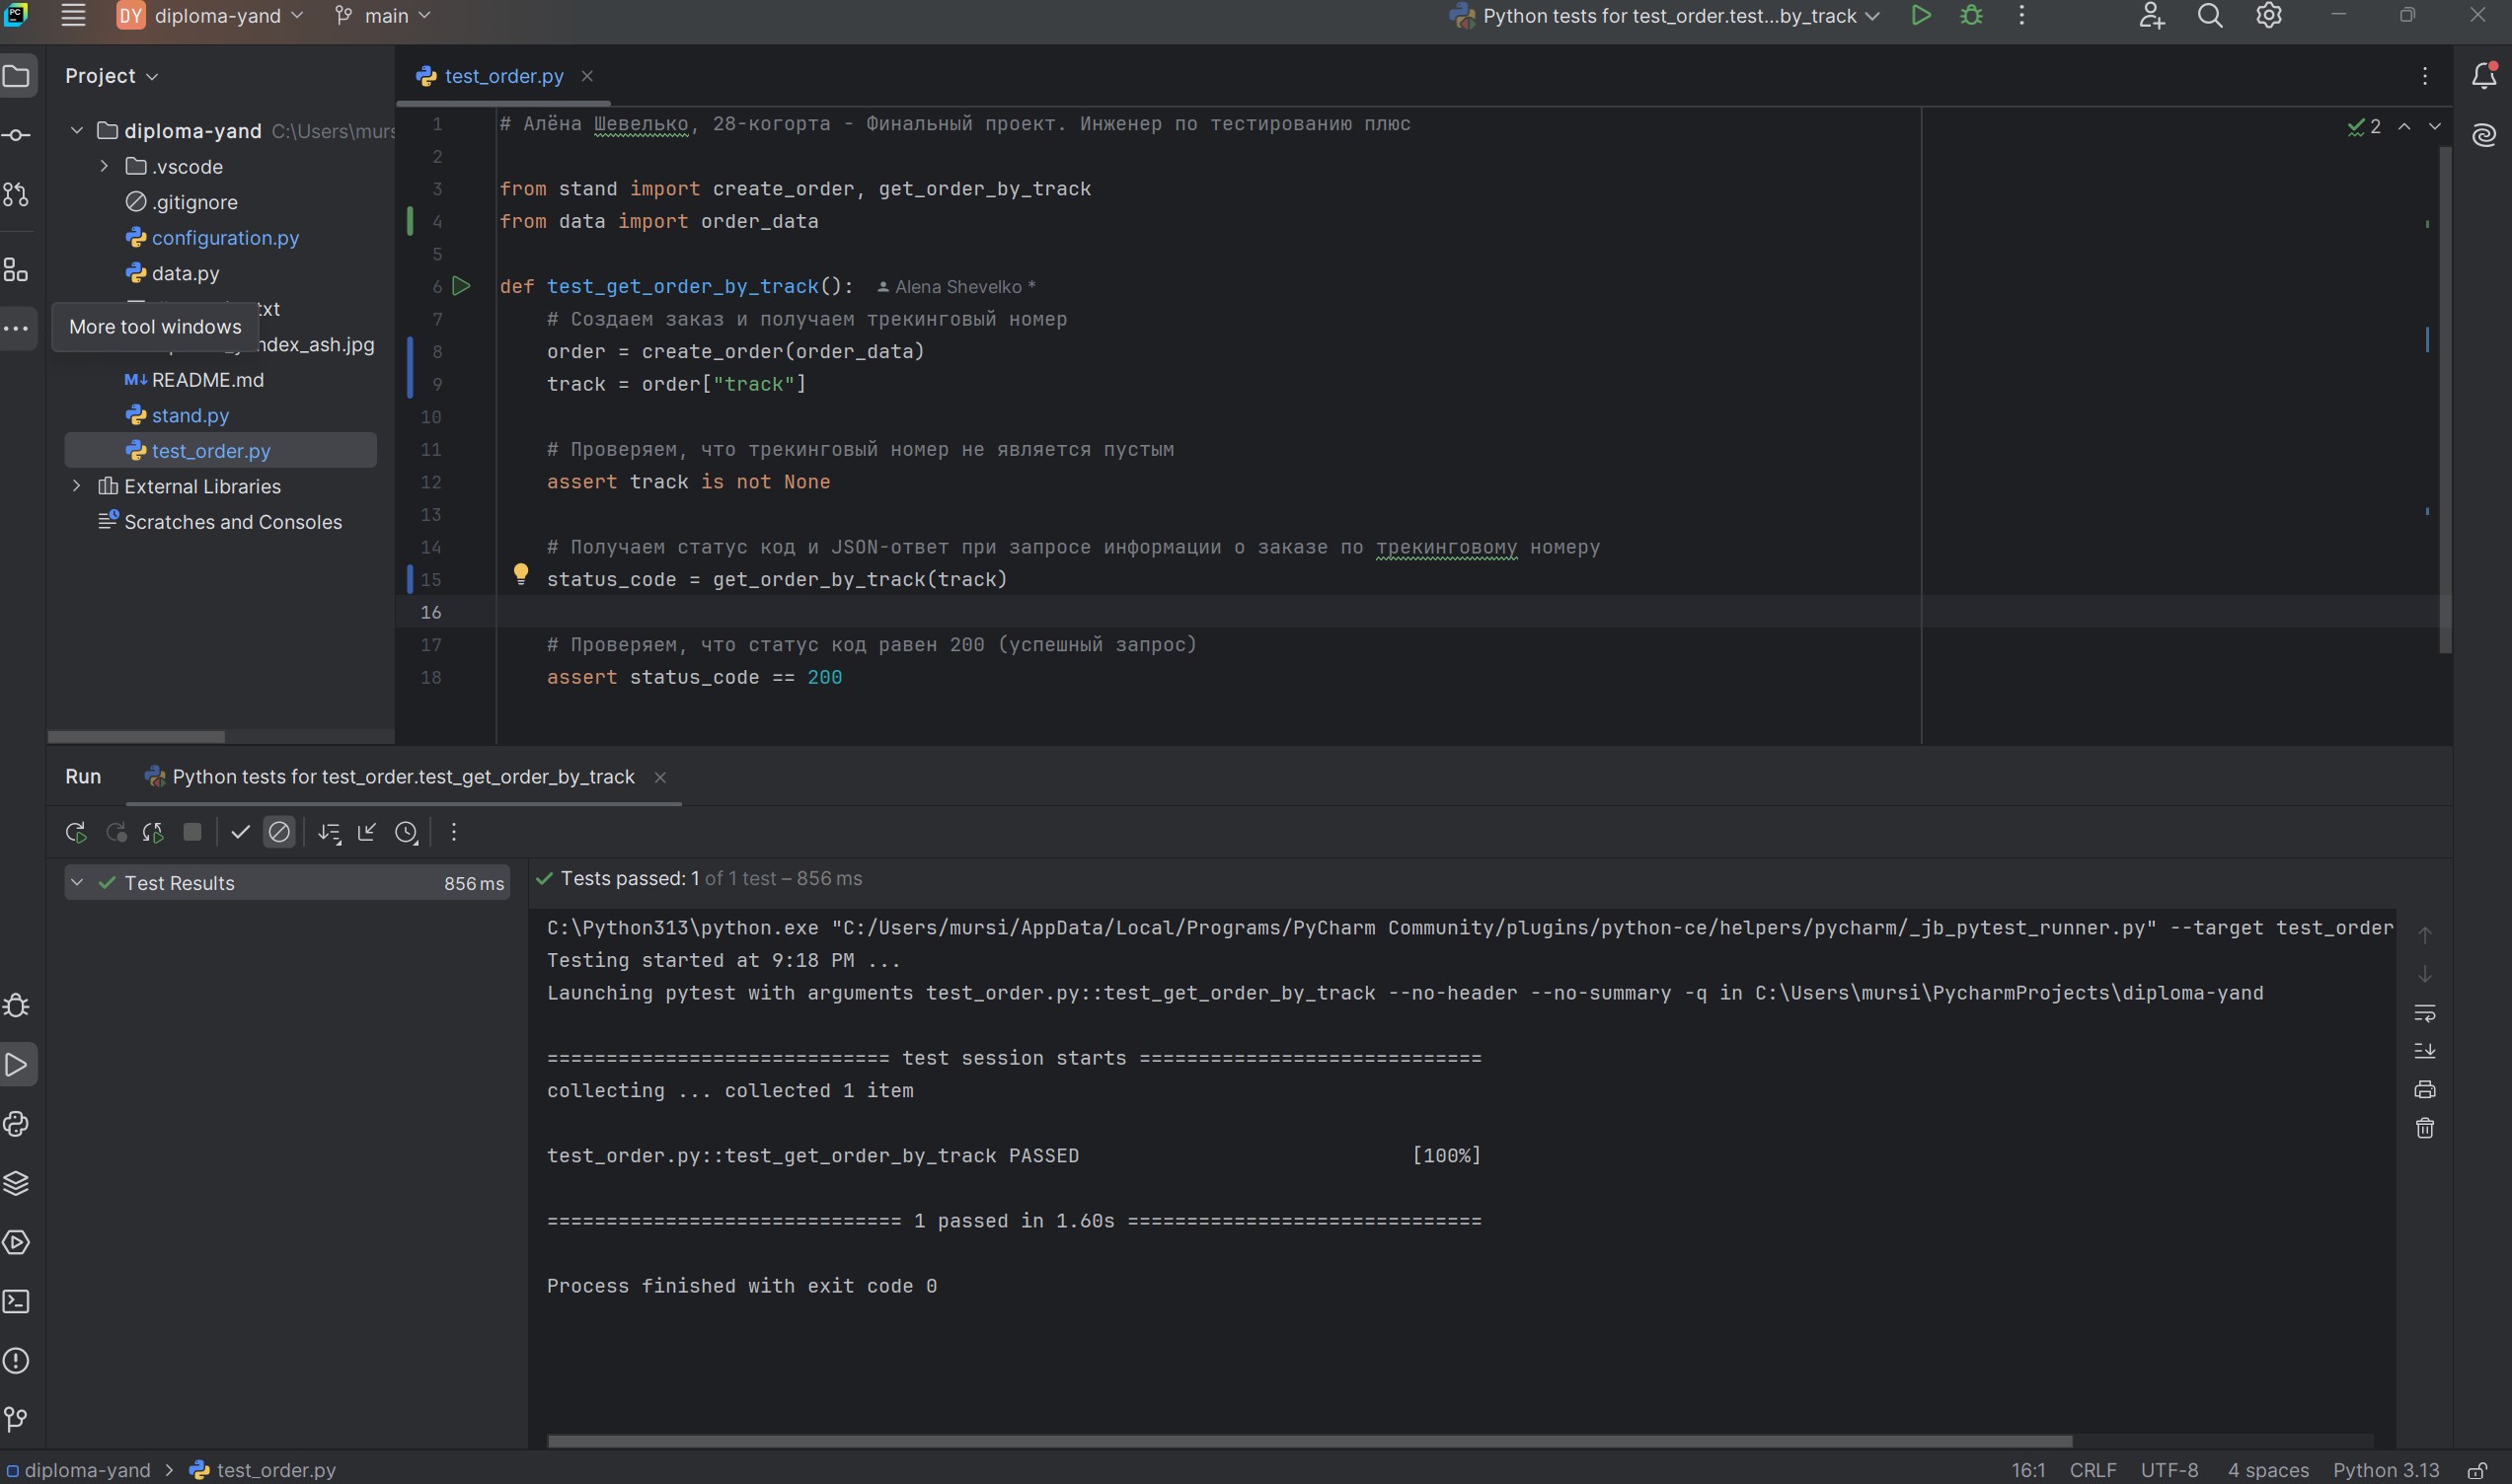 DY diploma-yand main
Python tests for test_order.test...by_track
Project
test_order.py
diploma-yand C:\Users\murs
.vscode
.gitignore
configuration.py
data.py
.txt
More tool windows
ndex_ash.jpg
README.md
stand.py
test_order.py
External Libraries
Scratches and Consoles
2
1 # Алёна Шевелько, 28-когорта - Финальный проект. Инженер по тестированию плюс
2
3 from stand import create_order, get_order_by_track
4 from data import order_data
5
6 def test_get_order_by_track(): Alena Shevelko *
7 # Создаем заказ и получаем трекинговый номер
8 order = create_order(order_data)
9 track = order["track"]
10
11 # Проверяем, что трекинговый номер не является пустым
12 assert track is not None
13
14 # Получаем статус код и JSON-ответ при запросе информации о заказе по трекинговому номеру
15 status_code = get_order_by_track(track)
16
17 # Проверяем, что статус код равен 200 (успешный запрос)
18 assert status_code == 200
Run Python tests for test_order.test_get_order_by_track
Test Results 856 ms
Tests passed: 1 of 1 test – 856 ms
C:\Python313\python.exe "C:/Users/mursi/AppData/Local/Programs/PyCharm Community/plugins/python-ce/helpers/pycharm/_jb_pytest_runner.py" --target test_order
Testing started at 9:18 PM ...
Launching pytest with arguments test_order.py::test_get_order_by_track --no-header --no-summary -q in C:\Users\mursi\PycharmProjects\diploma-yand
============================= test session starts =============================
collecting ... collected 1 item
test_order.py::test_get_order_by_track PASSED [100%]
============================== 1 passed in 1.60s ==============================
Process finished with exit code 0
diploma-yand > test_order.py
16:1 CRLF UTF-8 4 spaces Python 3.13